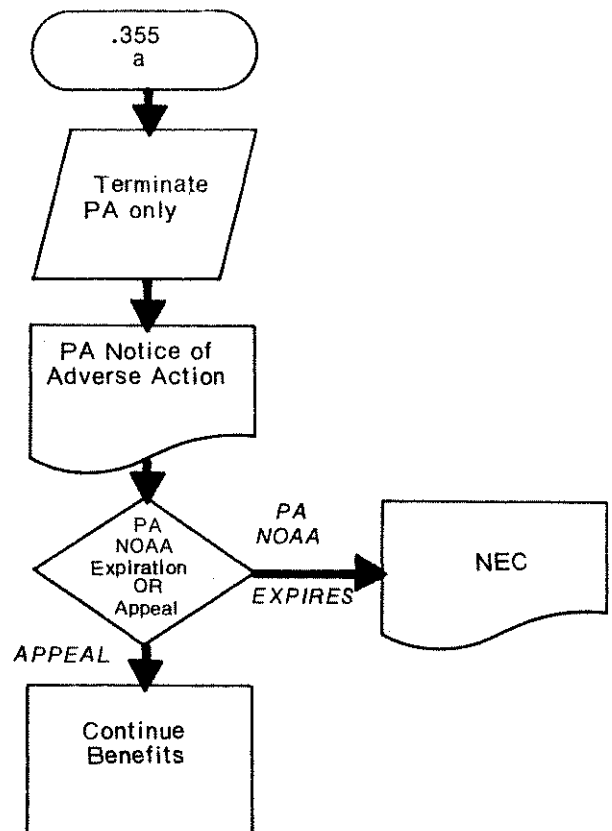 .355
a
Terminate
PA only
PA Notice of
Adverse Action
PA
NOAA
Expiration
OR
Appeal
PA
NOAA
EXPIRES
NEC
APPEAL
Continue
Benefits